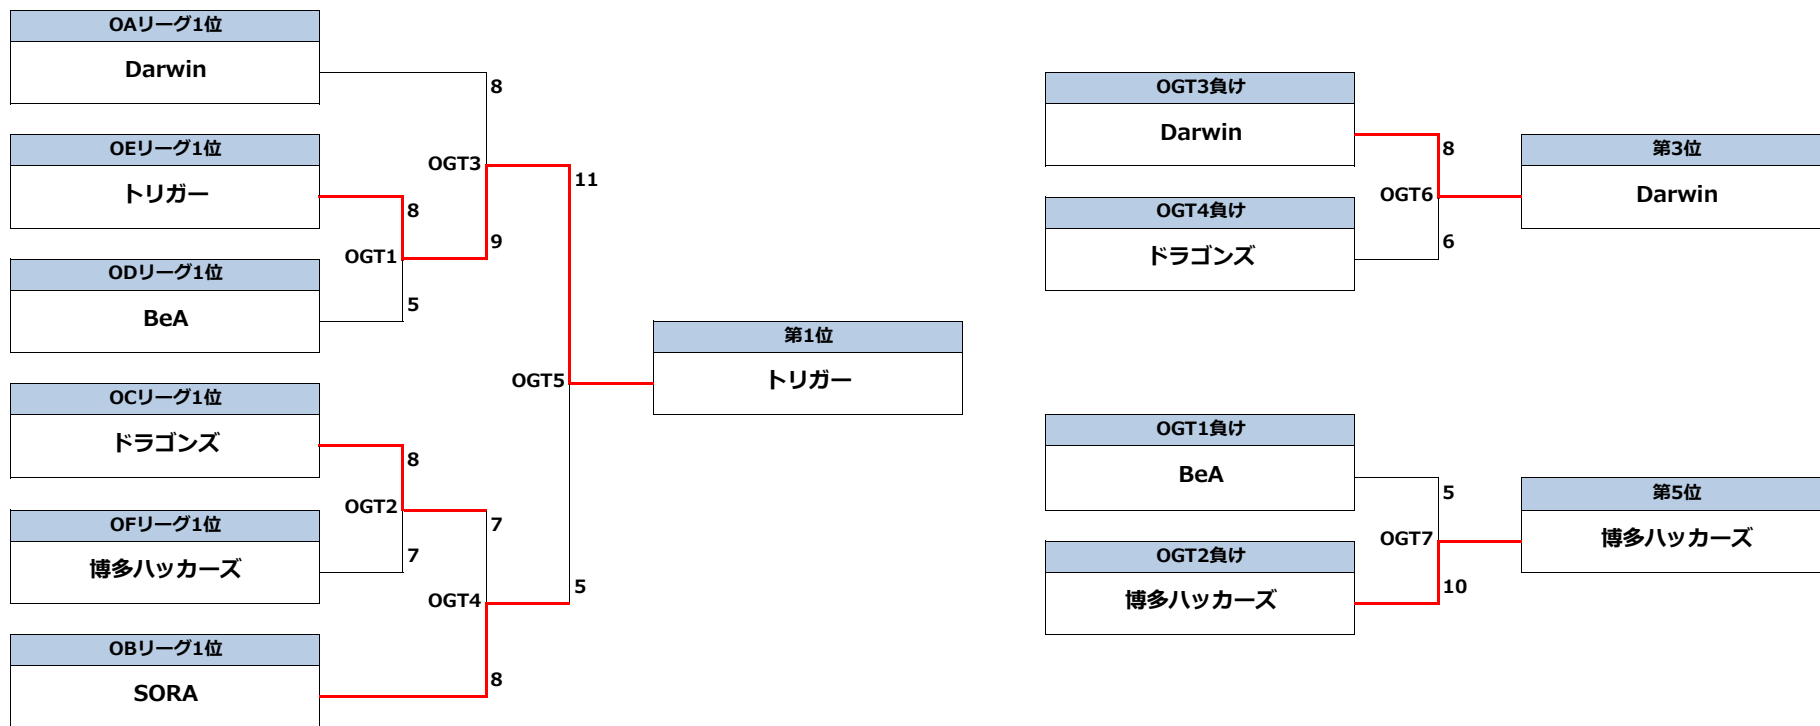 OAリーグ1位
Darwin
8
OEリーグ1位
トリガー
8
OGT3
11
OGT1
9
ODリーグ1位
BeA
5
第1位
トリガー
OGT5
OCリーグ1位
ドラゴンズ
8
OGT2
7
OFリーグ1位
博多ハッカーズ
7
OGT4
5
OBリーグ1位
SORA
8
OGT3負け
Darwin
8
OGT6
第3位
Darwin
OGT4負け
ドラゴンズ
6
OGT1負け
BeA
5
OGT7
第5位
博多ハッカーズ
OGT2負け
博多ハッカーズ
10